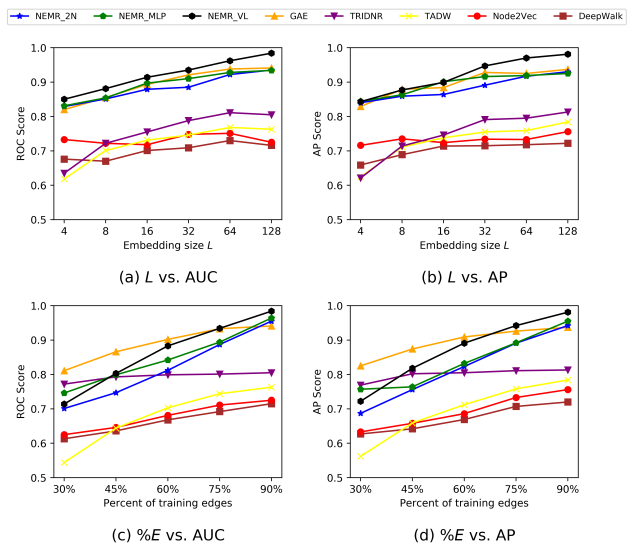 NEMR_2N NEMR_MLP NEMR_VL GAE TRIDNR TADW Node2Vec DeepWalk
1.0 0.9 0.8 0.7 0.6 0.5
ROC Score
4 8 16 32 64 128
Embedding size L
(a) L vs. AUC
1.0 0.9 0.8 0.7 0.6 0.5
AP Score
4 8 16 32 64 128
Embedding size L
(b) L vs. AP
1.0 0.9 0.8 0.7 0.6 0.5
ROC Score
30% 45% 60% 75% 90%
Percent of training edges
(c) %E vs. AUC
1.0 0.9 0.8 0.7 0.6 0.5
AP Score
30% 45% 60% 75% 90%
Percent of training edges
(d) %E vs. AP